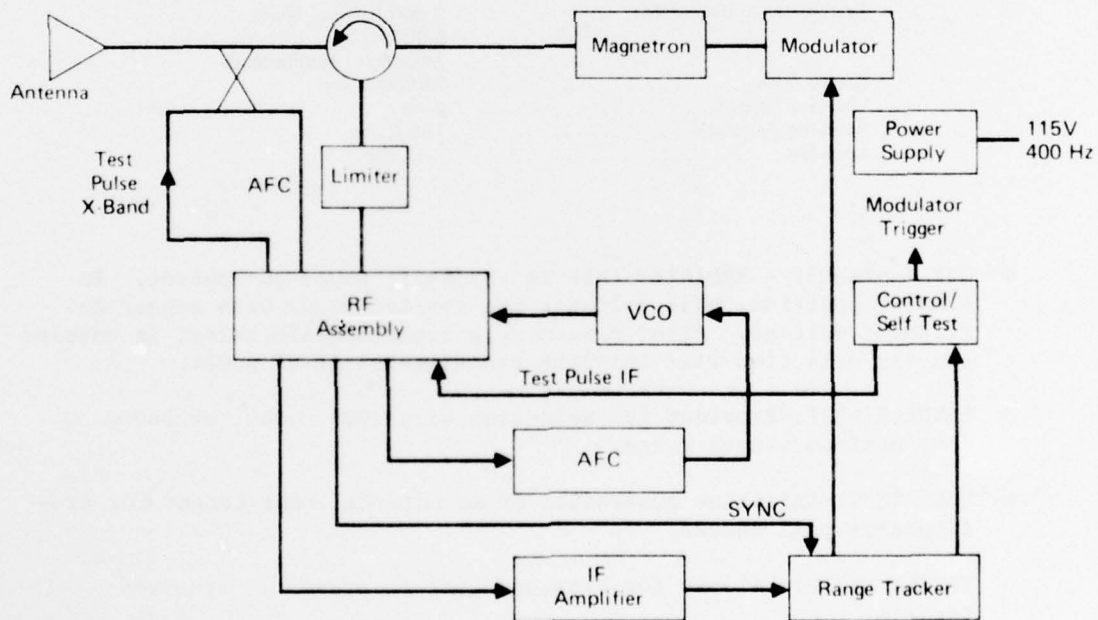 Magnetron
Modulator
Antenna
Power
Supply
115V
400 Hz
Test
Pulse
X-Band
AFC
Limiter
Modulator
Trigger
RF
Assembly
VCO
Control/
Self Test
Test Pulse IF
AFC
SYNC
IF
Amplifier
Range Tracker